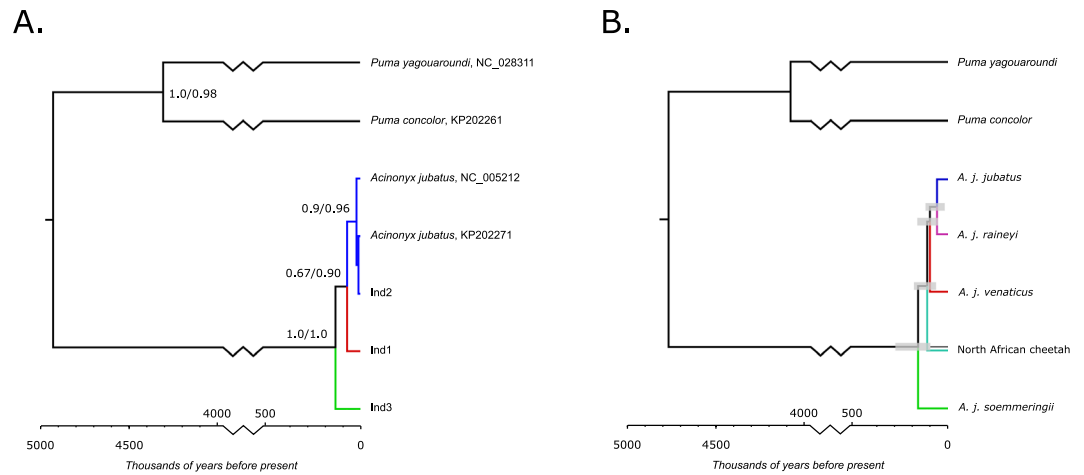 A.
Puma yagouaroundi, NC_028311
1.0/0.98
Puma concolor, KP202261
Acinonyx jubatus, NC_005212
0.9/0.96
Acinonyx jubatus, KP202271
0.67/0.90
Ind2
1.0/1.0
Ind1
Ind3
4000 500
5000 4500 0
Thousands of years before present
B.
Puma yagouaroundi
Puma concolor
A. j. jubatus
A. j. raineyi
A. j. venaticus
North African cheetah
A. j. soemmeringii
4000 500
5000 4500 0
Thousands of years before present